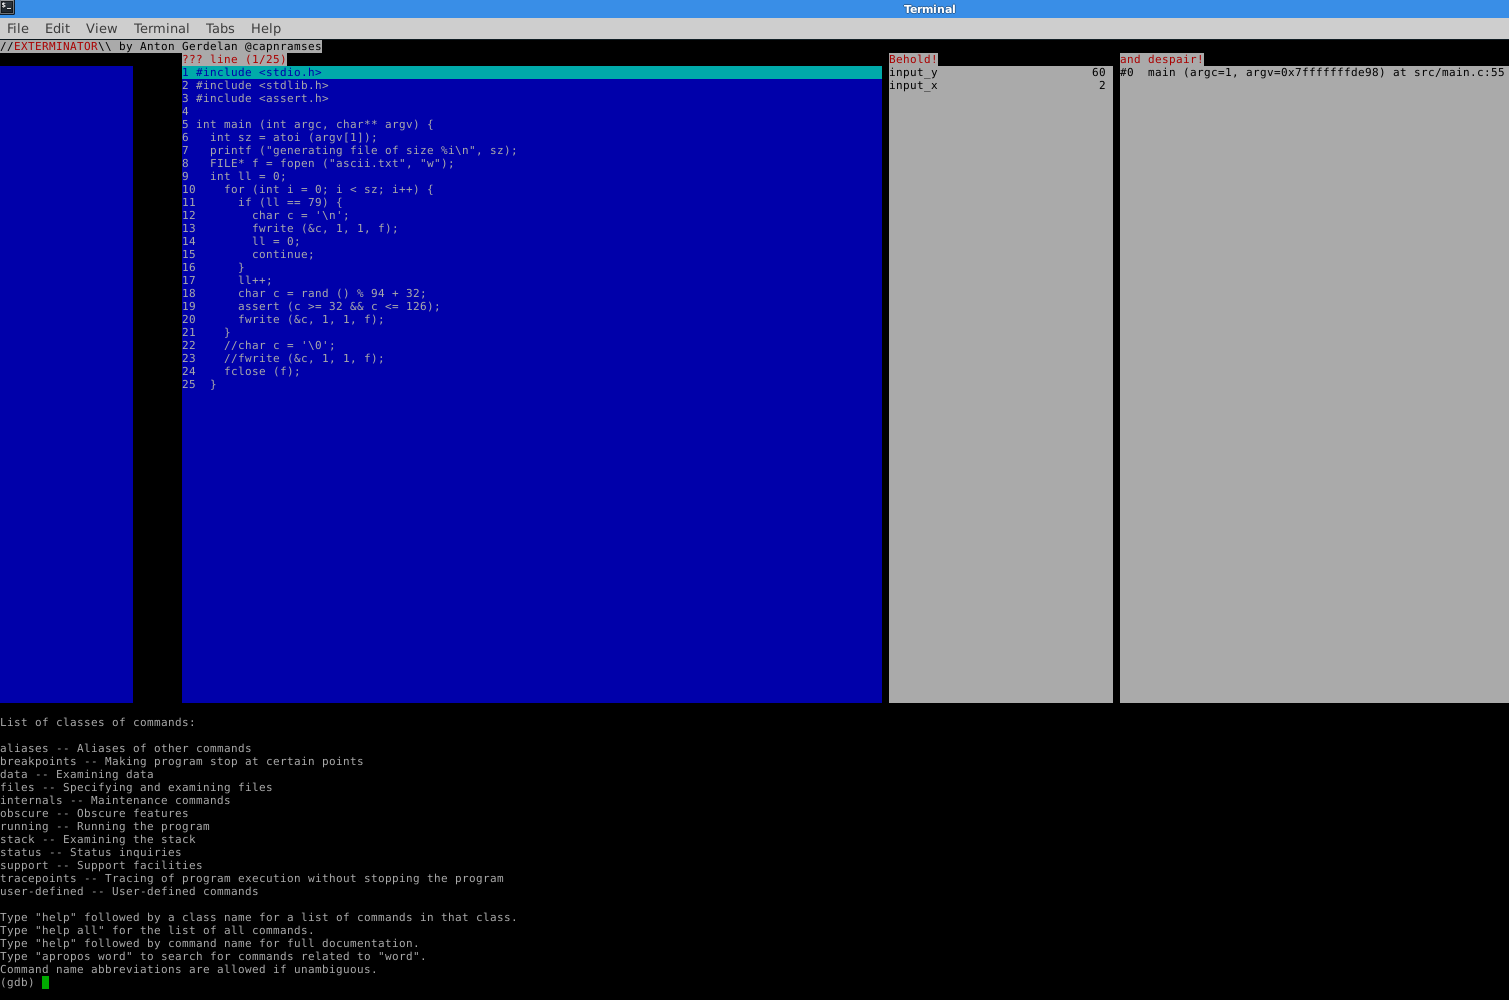 Terminal
File Edit View Terminal Tabs Help
//EXTERMINATOR\\ by Anton Gerdelan @capnramses
??? line (1/25)
1 #include <stdio.h>
2 #include <stdlib.h>
3 #include <assert.h>
4
5 int main (int argc, char** argv) {
6   int sz = atoi (argv[1]);
7   printf ("generating file of size %i\n", sz);
8   FILE* f = fopen ("ascii.txt", "w");
9   int ll = 0;
10    for (int i = 0; i < sz; i++) {
11      if (ll == 79) {
12        char c = '\n';
13        fwrite (&c, 1, 1, f);
14        ll = 0;
15        continue;
16      }
17      ll++;
18      char c = rand () % 94 + 32;
19      assert (c >= 32 && c <= 126);
20      fwrite (&c, 1, 1, f);
21    }
22    //char c = '\0';
23    //fwrite (&c, 1, 1, f);
24    fclose (f);
25  }
Behold!
input_y 60
input_x 2
and despair!
#0  main (argc=1, argv=0x7fffffffde98) at src/main.c:55
List of classes of commands:
aliases -- Aliases of other commands
breakpoints -- Making program stop at certain points
data -- Examining data
files -- Specifying and examining files
internals -- Maintenance commands
obscure -- Obscure features
running -- Running the program
stack -- Examining the stack
status -- Status inquiries
support -- Support facilities
tracepoints -- Tracing of program execution without stopping the program
user-defined -- User-defined commands
Type "help" followed by a class name for a list of commands in that class.
Type "help all" for the list of all commands.
Type "help" followed by command name for full documentation.
Type "apropos word" to search for commands related to "word".
Command name abbreviations are allowed if unambiguous.
(gdb)